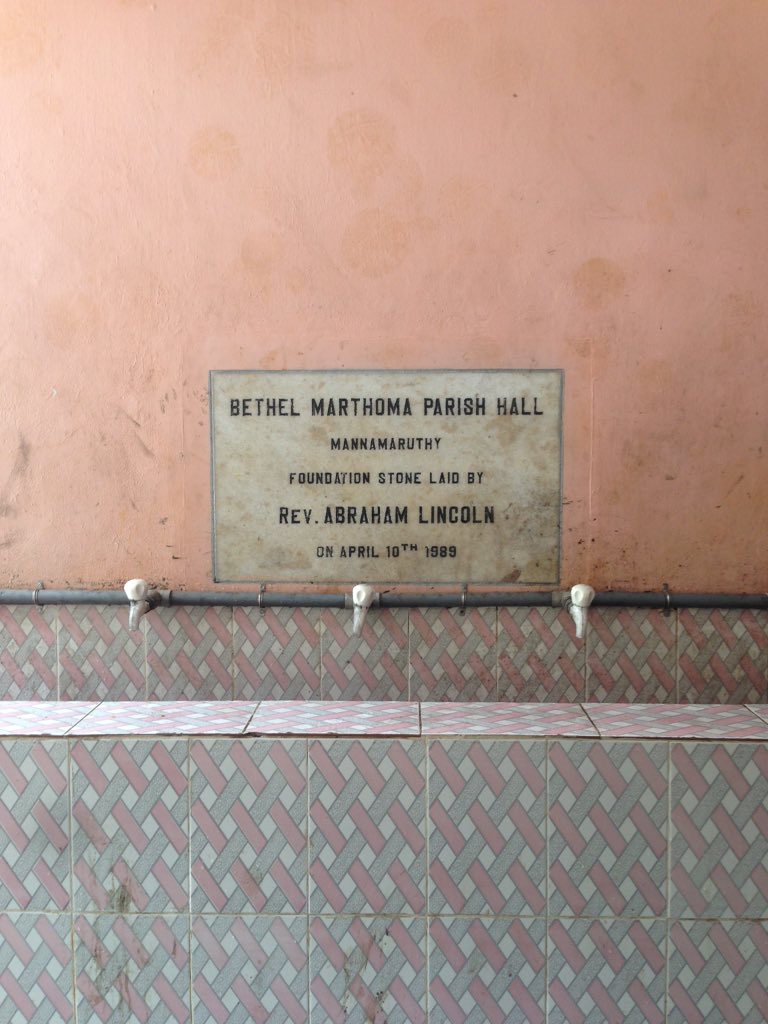 BETHEL MARTHOMA PARISH HALL
MANNAMARUTHY
FOUNDATION STONE LAID BY
REV. ABRAHAM LINCOLN
ON APRIL 10TH 1989